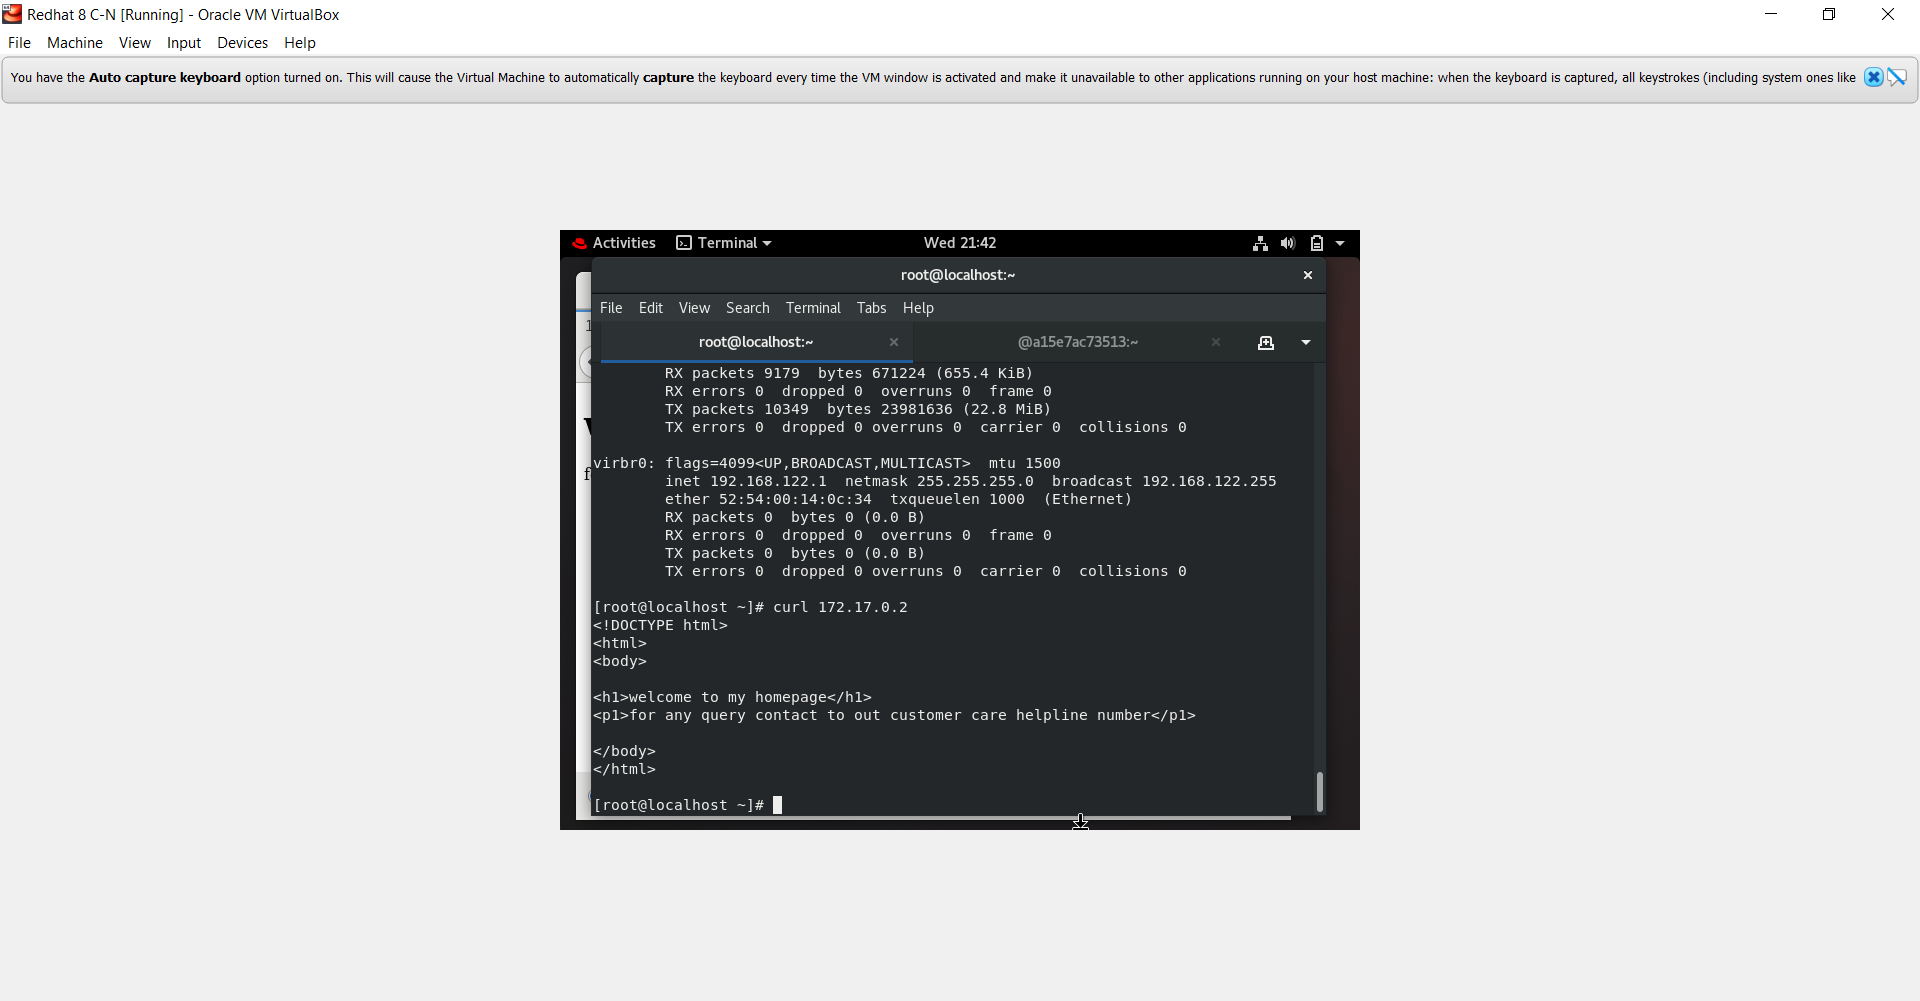 Redhat 8 C-N [Running] - Oracle VM VirtualBox
File Machine View Input Devices Help
You have the Auto capture keyboard option turned on. This will cause the Virtual Machine to automatically capture the keyboard every time the VM window is activated and make it unavailable to other applications running on your host machine: when the keyboard is captured, all keystrokes (including system ones like
Activities Terminal Wed 21:42
root@localhost:~
File Edit View Search Terminal Tabs Help
root@localhost:~ @a15e7ac73513:~
RX packets 9179 bytes 671224 (655.4 KiB)
RX errors 0 dropped 0 overruns 0 frame 0
TX packets 10349 bytes 23981636 (22.8 MiB)
TX errors 0 dropped 0 overruns 0 carrier 0 collisions 0
virbr0: flags=4099<UP,BROADCAST,MULTICAST> mtu 1500
inet 192.168.122.1 netmask 255.255.255.0 broadcast 192.168.122.255
ether 52:54:00:14:0c:34 txqueuelen 1000 (Ethernet)
RX packets 0 bytes 0 (0.0 B)
RX errors 0 dropped 0 overruns 0 frame 0
TX packets 0 bytes 0 (0.0 B)
TX errors 0 dropped 0 overruns 0 carrier 0 collisions 0
[root@localhost ~]# curl 172.17.0.2
<!DOCTYPE html>
<html>
<body>
<h1>welcome to my homepage</h1>
<p1>for any query contact to out customer care helpline number</p1>
</body>
</html>
[root@localhost ~]#